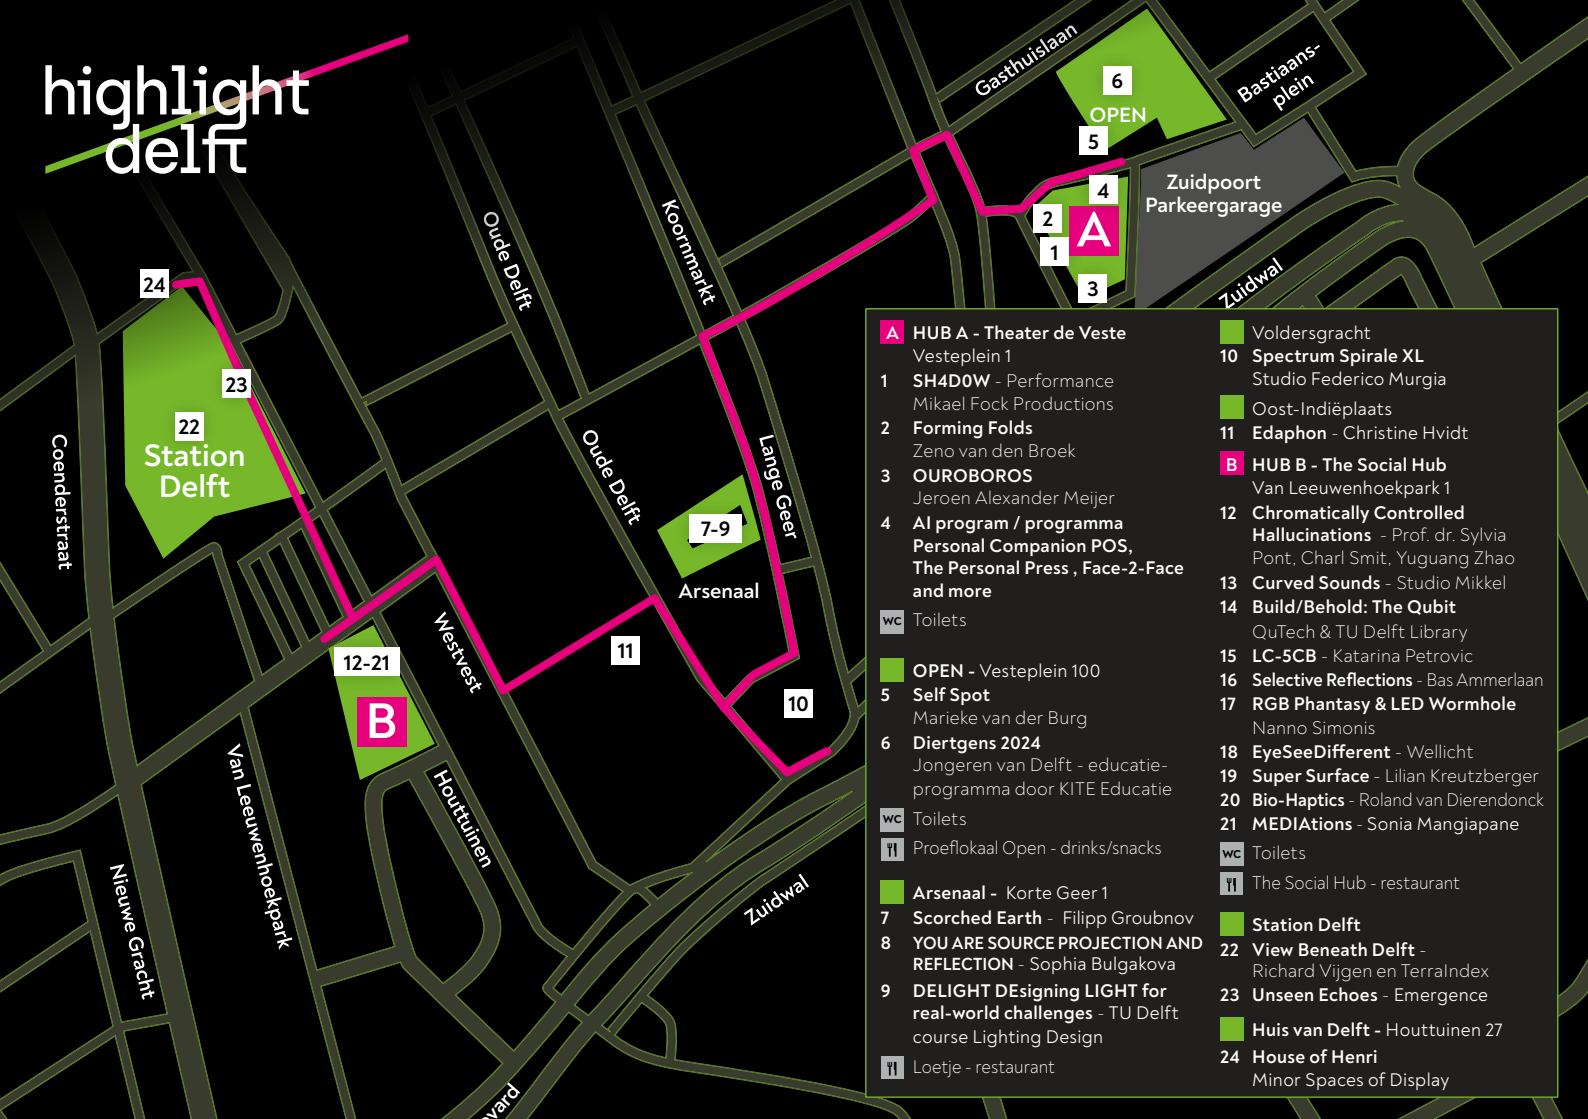 highlight
delft
Gasthuislaan
Bastiaans-
plein
6
OPEN
5
Zuidpoort
Parkeergarage
4
2
A
1
3
Zuidwal
Koornmarkt
Oude Delft
24
23
22
Station
Delft
Coenderstraat
Oude Delft
Lange Geer
7-9
Arsenaal
11
10
Westvest
12-21
B
Van Leeuwenhoekpark
Houttuinen
Nieuwe Gracht
Zuidwal
vard
A HUB A - Theater de Veste
Vesteplein 1
1 SH4D0W - Performance
Mikael Fock Productions
2 Forming Folds
Zeno van den Broek
3 OUROBOROS
Jeroen Alexander Meijer
4 AI program / programma
Personal Companion POS,
The Personal Press , Face-2-Face
and more
WC Toilets
OPEN - Vesteplein 100
5 Self Spot
Marieke van der Burg
6 Diertgens 2024
Jongeren van Delft - educatie-
programma door KITE Educatie
WC Toilets
Proeflokaal Open - drinks/snacks
Arsenaal - Korte Geer 1
7 Scorched Earth - Filipp Groubnov
8 YOU ARE SOURCE PROJECTION AND
REFLECTION - Sophia Bulgakova
9 DELIGHT DEsigning LIGHT for
real-world challenges - TU Delft
course Lighting Design
Loetje - restaurant
Voldersgracht
10 Spectrum Spirale XL
Studio Federico Murgia
Oost-Indiëplaats
11 Edaphon - Christine Hvidt
B HUB B - The Social Hub
Van Leeuwenhoekpark 1
12 Chromatically Controlled
Hallucinations - Prof. dr. Sylvia
Pont, Charl Smit, Yuguang Zhao
13 Curved Sounds - Studio Mikkel
14 Build/Behold: The Qubit
QuTech & TU Delft Library
15 LC-5CB - Katarina Petrovic
16 Selective Reflections - Bas Ammerlaan
17 RGB Phantasy & LED Wormhole
Nanno Simonis
18 EyeSeeDifferent - Wellicht
19 Super Surface - Lilian Kreutzberger
20 Bio-Haptics - Roland van Dierendonck
21 MEDIAtions - Sonia Mangiapane
WC Toilets
The Social Hub - restaurant
Station Delft
22 View Beneath Delft -
Richard Vijgen en TerraIndex
23 Unseen Echoes - Emergence
Huis van Delft - Houttuinen 27
24 House of Henri
Minor Spaces of Display